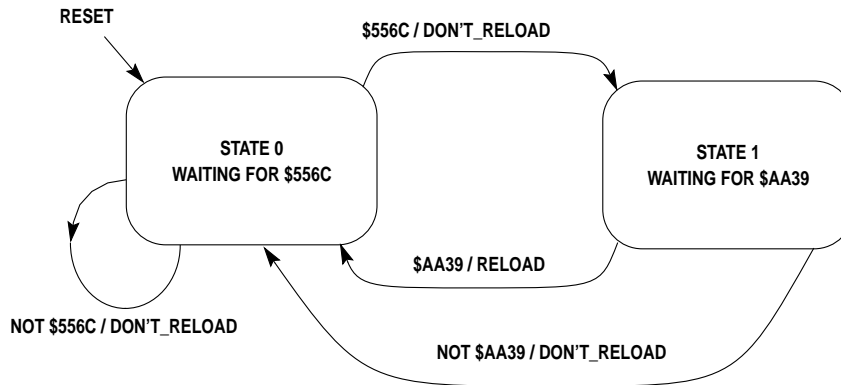 RESET
$556C / DON'T_RELOAD
STATE 0
WAITING FOR $556C
STATE 1
WAITING FOR $AA39
$AA39 / RELOAD
NOT $556C / DON'T_RELOAD
NOT $AA39 / DON'T_RELOAD